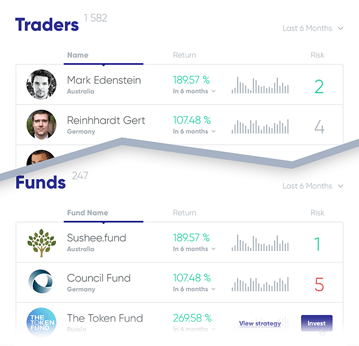 Traders 1 582
Last 6 Months
Name Return Risk
Mark Edenstein 189.57 % 2
Australia In 6 months
Reinhhardt Gert 107.48 % 4
Germany In 6 months
Funds 247
Last 6 Months
Fund Name Return Risk
Sushee.fund 189.57 % 1
Australia In 6 months
Council Fund 107.48 % 5
Germany In 6 months
THE TOKEN FUND The Token Fund 269.58 % View strategy Invest
Russia In 6 months